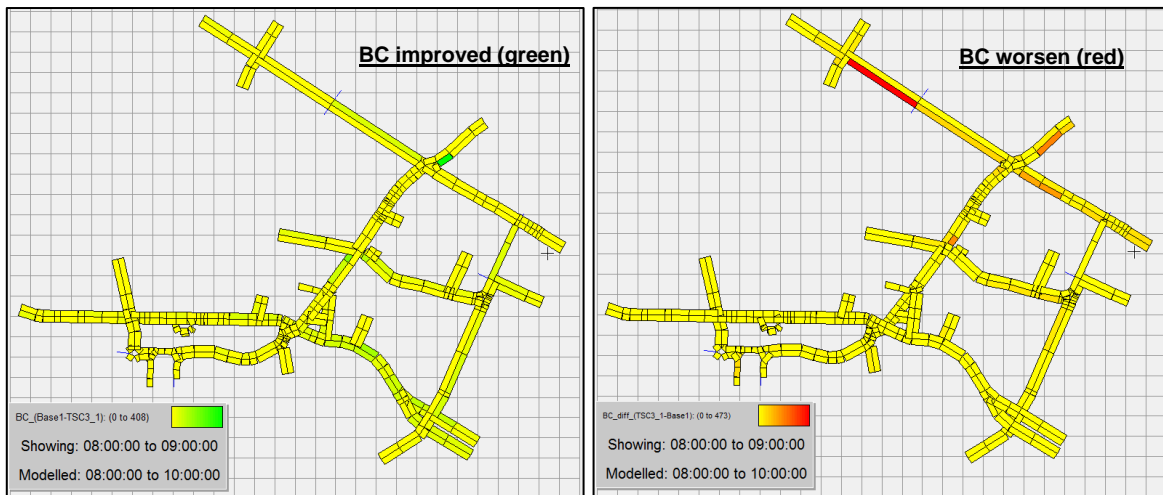 BC improved (green)
BC_(Base1-TSC3_1): (0 to 408)
Showing: 08:00:00 to 09:00:00
Modelled: 08:00:00 to 10:00:00
BC worsen (red)
BC_diff_(TSC3_1-Base1): (0 to 473)
Showing: 08:00:00 to 09:00:00
Modelled: 08:00:00 to 10:00:00